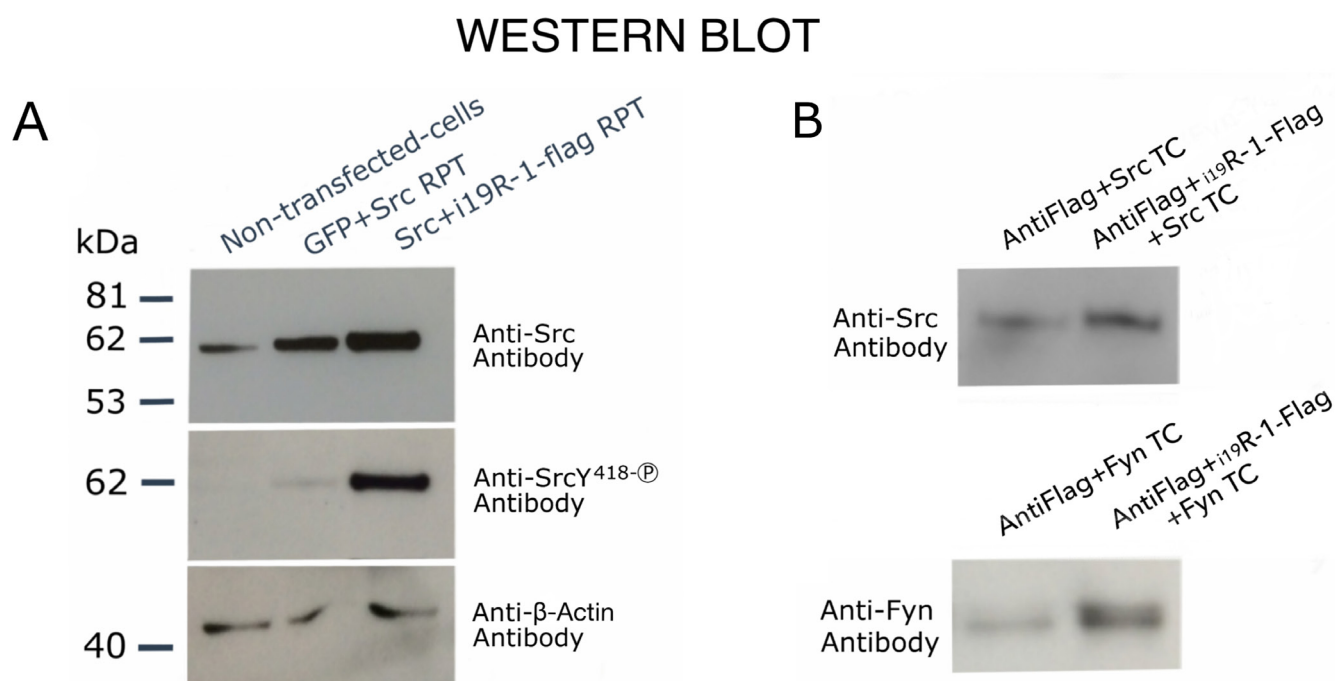 WESTERN BLOT
A
Non-transfected-cells
GFP+Src RPT
Src+i19R-1-flag RPT
kDa
81
62
53
Anti-Src
Antibody
62
Anti-SrcY418-Ⓟ
Antibody
40
Anti-β-Actin
Antibody
B
AntiFlag+Src TC
AntiFlag+i19R-1-Flag
+Src TC
Anti-Src
Antibody
AntiFlag+Fyn TC
AntiFlag+i19R-1-Flag
+Fyn TC
Anti-Fyn
Antibody